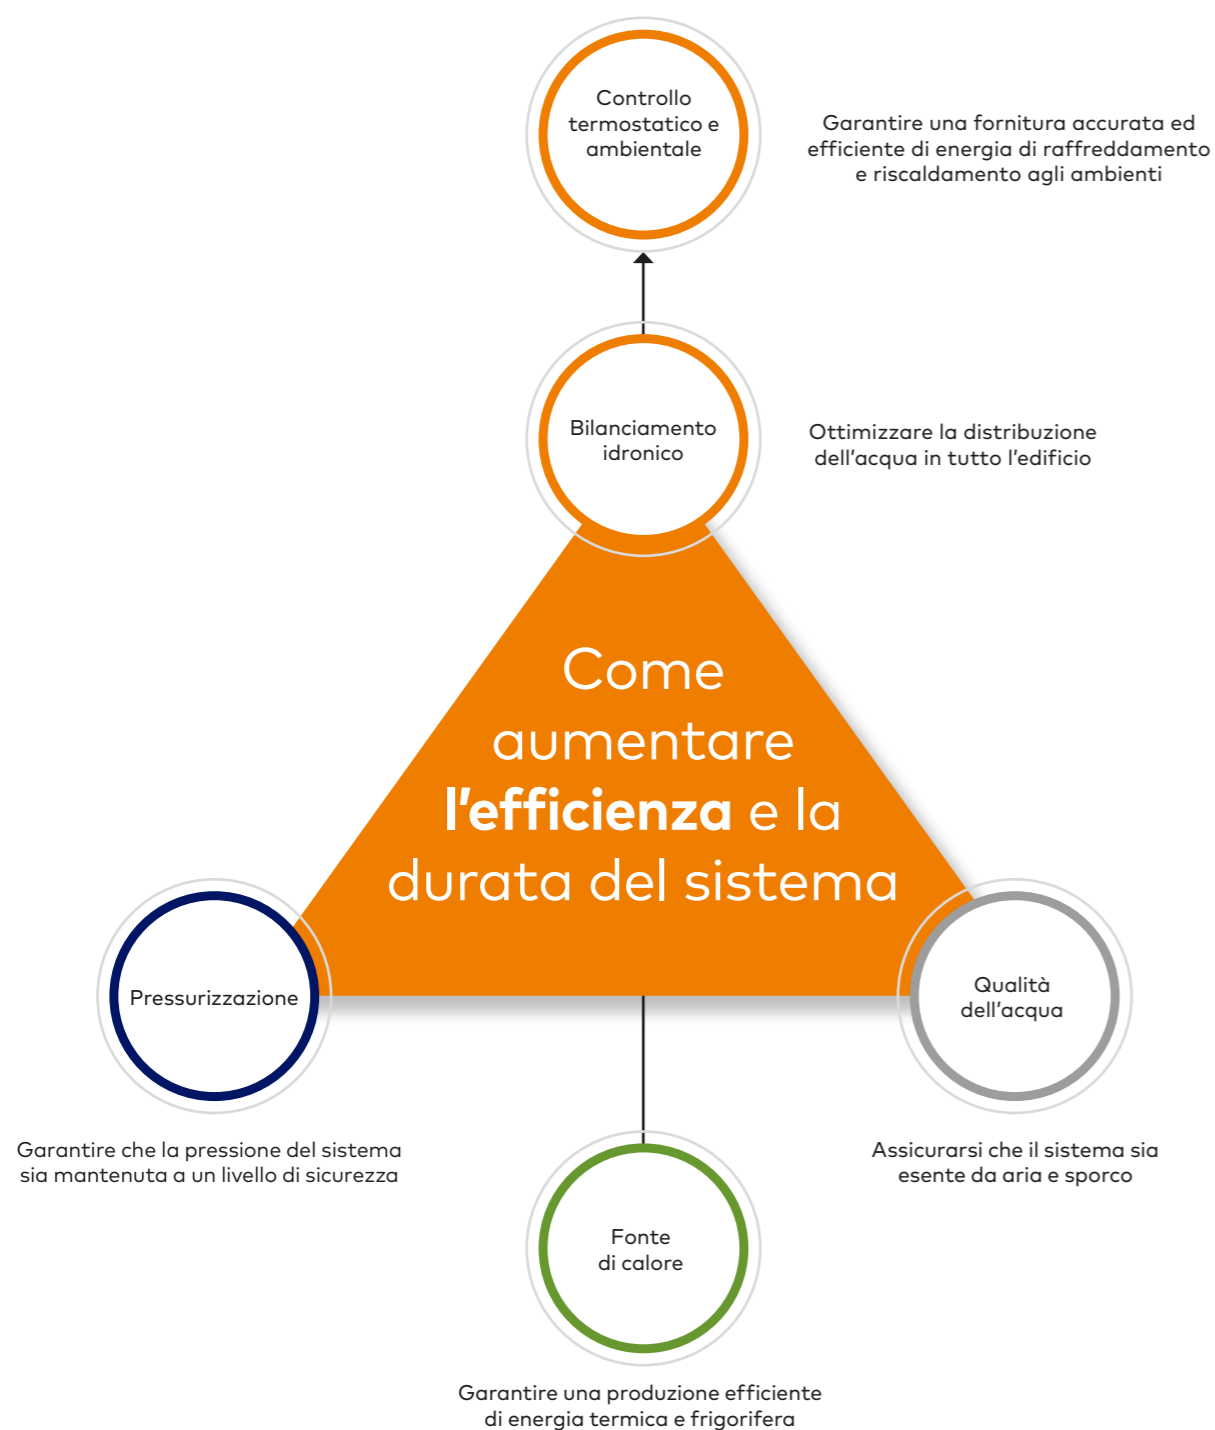 Controllo
termostatico e
ambientale
Garantire una fornitura accurata ed
efficiente di energia di raffreddamento
e riscaldamento agli ambienti
Bilanciamento
idronico
Ottimizzare la distribuzione
dell'acqua in tutto l'edificio
Come
aumentare
l'efficienza e la
durata del sistema
Pressurizzazione
Qualità
dell'acqua
Garantire che la pressione del sistema
sia mantenuta a un livello di sicurezza
Assicurarsi che il sistema sia
esente da aria e sporco
Fonte
di calore
Garantire una produzione efficiente
di energia termica e frigorifera